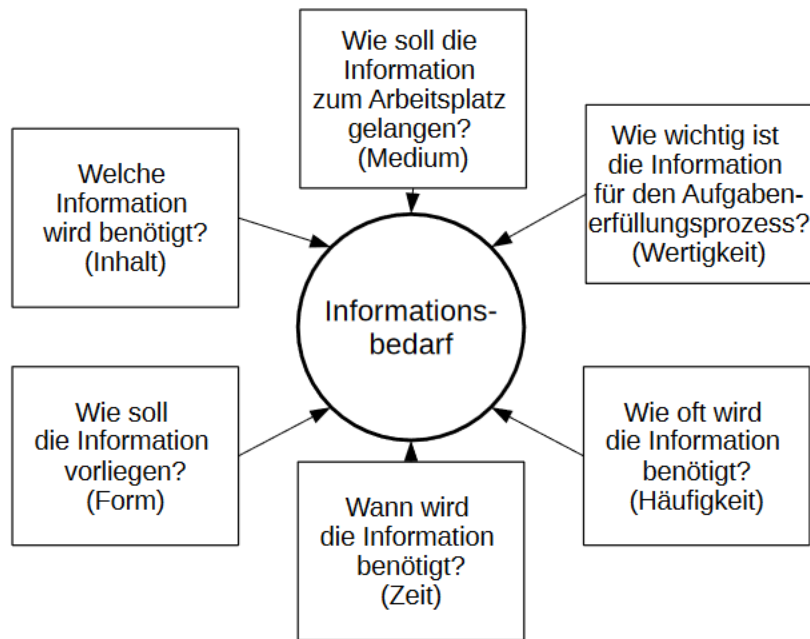 Wie soll die
Information
zum Arbeitsplatz
gelangen?
(Medium)
Welche
Information
wird benötigt?
(Inhalt)
Wie wichtig ist
die Information
für den Aufgaben-
erfüllungsprozess?
(Wertigkeit)
Informations-
bedarf
Wie soll
die Information
vorliegen?
(Form)
Wann wird
die Information
benötigt?
(Zeit)
Wie oft wird
die Information
benötigt?
(Häufigkeit)